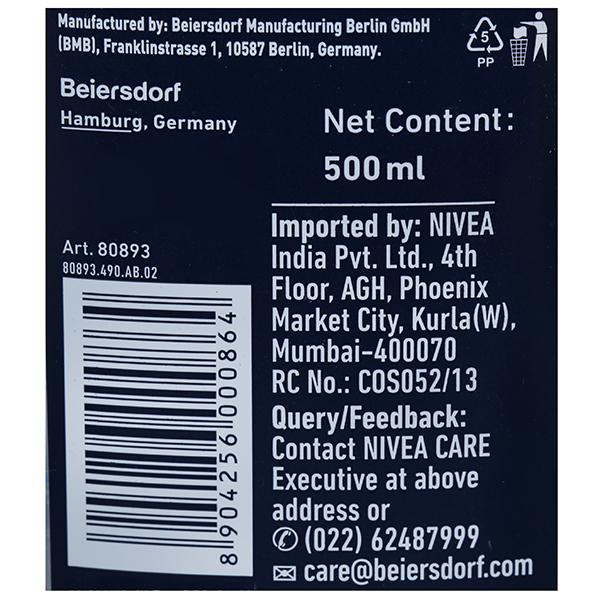 Manufactured by: Beiersdorf Manufacturing Berlin GmbH
(BMB), Franklinstrasse 1, 10587 Berlin, Germany.
5
PP
Beiersdorf
Hamburg, Germany
Net Content:
500 ml
Art. 80893
80893.490.AB.02
8904256000864
Imported by: NIVEA
India Pvt. Ltd., 4th
Floor, AGH, Phoenix
Market City, Kurla(W),
Mumbai-400070
RC No.: COS052/13
Query/Feedback:
Contact NIVEA CARE
Executive at above
address or
✆ (022) 62487999
✉ care@beiersdorf.com